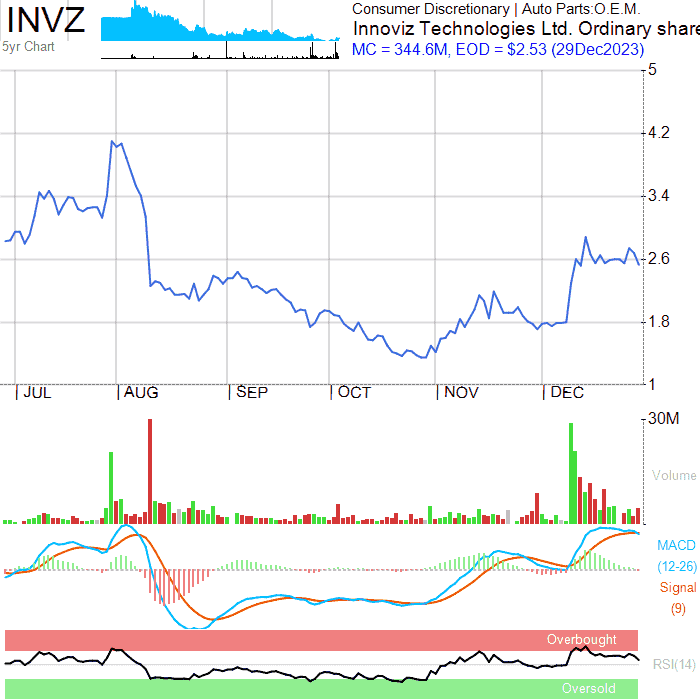 INVZ
5yr Chart
Consumer Discretionary | Auto Parts:O.E.M.
Innoviz Technologies Ltd. Ordinary share
MC = 344.6M, EOD = $2.53 (29Dec2023)
5
4.2
3.4
2.6
1.8
1
JUL AUG SEP OCT NOV DEC
30M
Volume
MACD
(12-26)
Signal
(9)
Overbought
RSI(14)
Oversold